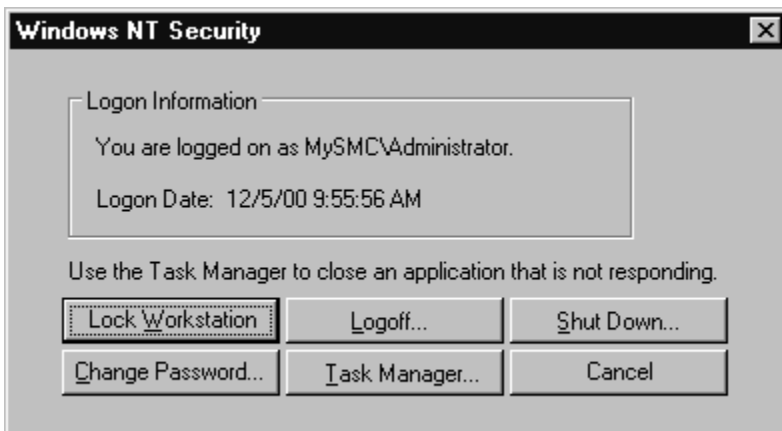 Windows NT Security
Logon Information
You are logged on as MySMC\Administrator.
Logon Date: 12/5/00 9:55:56 AM
Use the Task Manager to close an application that is not responding.
Lock Workstation Logoff... Shut Down...
Change Password... Task Manager... Cancel